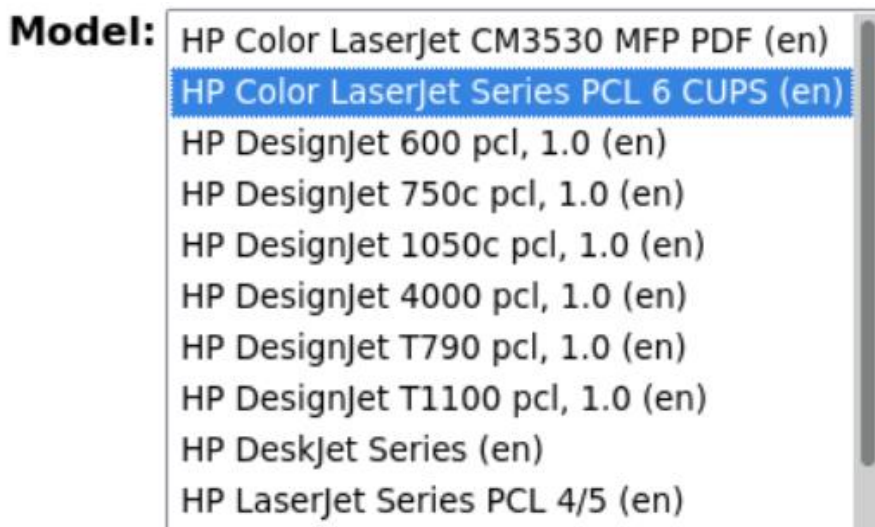 Model:
HP Color LaserJet CM3530 MFP PDF (en)
HP Color LaserJet Series PCL 6 CUPS (en)
HP DesignJet 600 pcl, 1.0 (en)
HP DesignJet 750c pcl, 1.0 (en)
HP DesignJet 1050c pcl, 1.0 (en)
HP DesignJet 4000 pcl, 1.0 (en)
HP DesignJet T790 pcl, 1.0 (en)
HP DesignJet T1100 pcl, 1.0 (en)
HP DeskJet Series (en)
HP LaserJet Series PCL 4/5 (en)